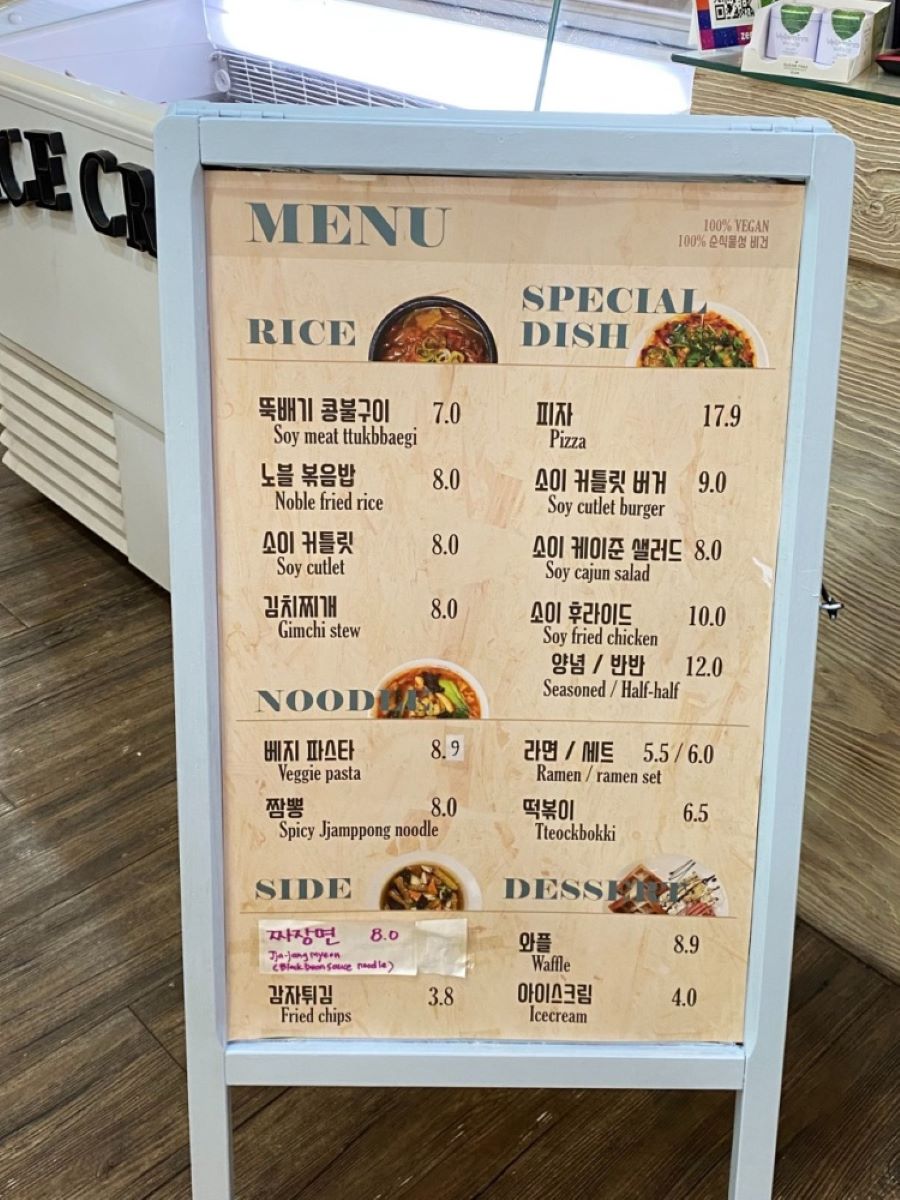 ICE CR
MENU
100% VEGAN
100% 순식물성 비건
RICE
뚝배기 콩불구이 7.0
Soy meat ttukbbaegi
노블 볶음밥 8.0
Noble fried rice
소이 커틀릿 8.0
Soy cutlet
김치찌개 8.0
Gimchi stew
SPECIAL
DISH
피자 17.9
Pizza
소이 커틀릿 버거 9.0
Soy cutlet burger
소이 케이준 샐러드 8.0
Soy cajun salad
소이 후라이드 10.0
Soy fried chicken
양념 / 반반 12.0
Seasoned / Half-half
NOODLE
베지 파스타 8.9
Veggie pasta
짬뽕 8.0
Spicy Jjamppong noodle
라면 / 세트 5.5 / 6.0
Ramen / ramen set
떡볶이 6.5
Tteockbokki
SIDE
짜장면 8.0
Jja-jang myeon
(Black bean sauce noodle)
감자튀김 3.8
Fried chips
DESSERT
와플 8.9
Waffle
아이스크림 4.0
Icecream